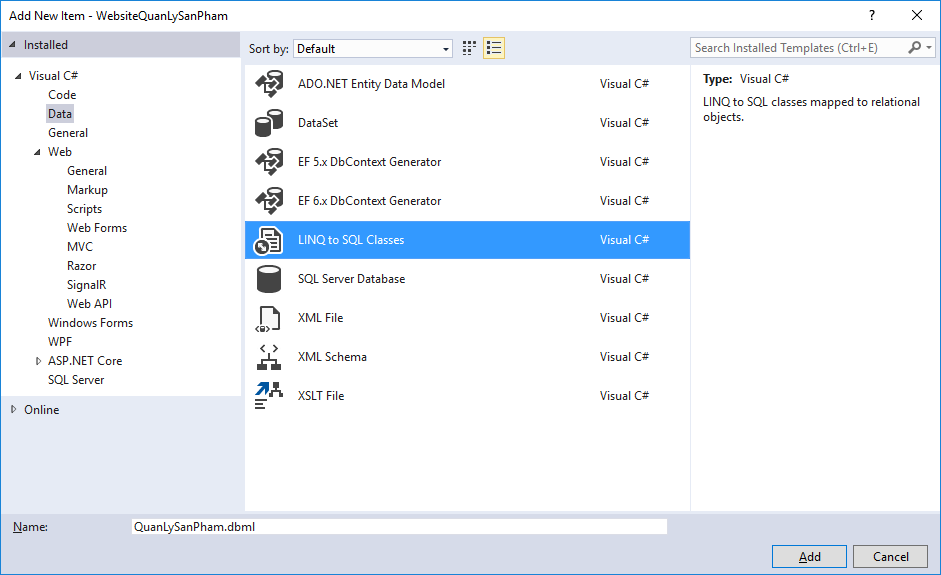 Add New Item - WebsiteQuanLySanPham
?
Installed
Sort by: Default
Search Installed Templates (Ctrl+E)
Visual C#
Code
Data
General
Web
General
Markup
Scripts
Web Forms
MVC
Razor
SignalR
Web API
Windows Forms
WPF
ASP.NET Core
SQL Server
Online
ADO.NET Entity Data Model Visual C#
DataSet Visual C#
EF 5.x DbContext Generator Visual C#
EF 6.x DbContext Generator Visual C#
LINQ to SQL Classes Visual C#
SQL Server Database Visual C#
XML File Visual C#
XML Schema Visual C#
XSLT File Visual C#
Type: Visual C#
LINQ to SQL classes mapped to relational
objects.
Name: QuanLySanPham.dbml
Add Cancel